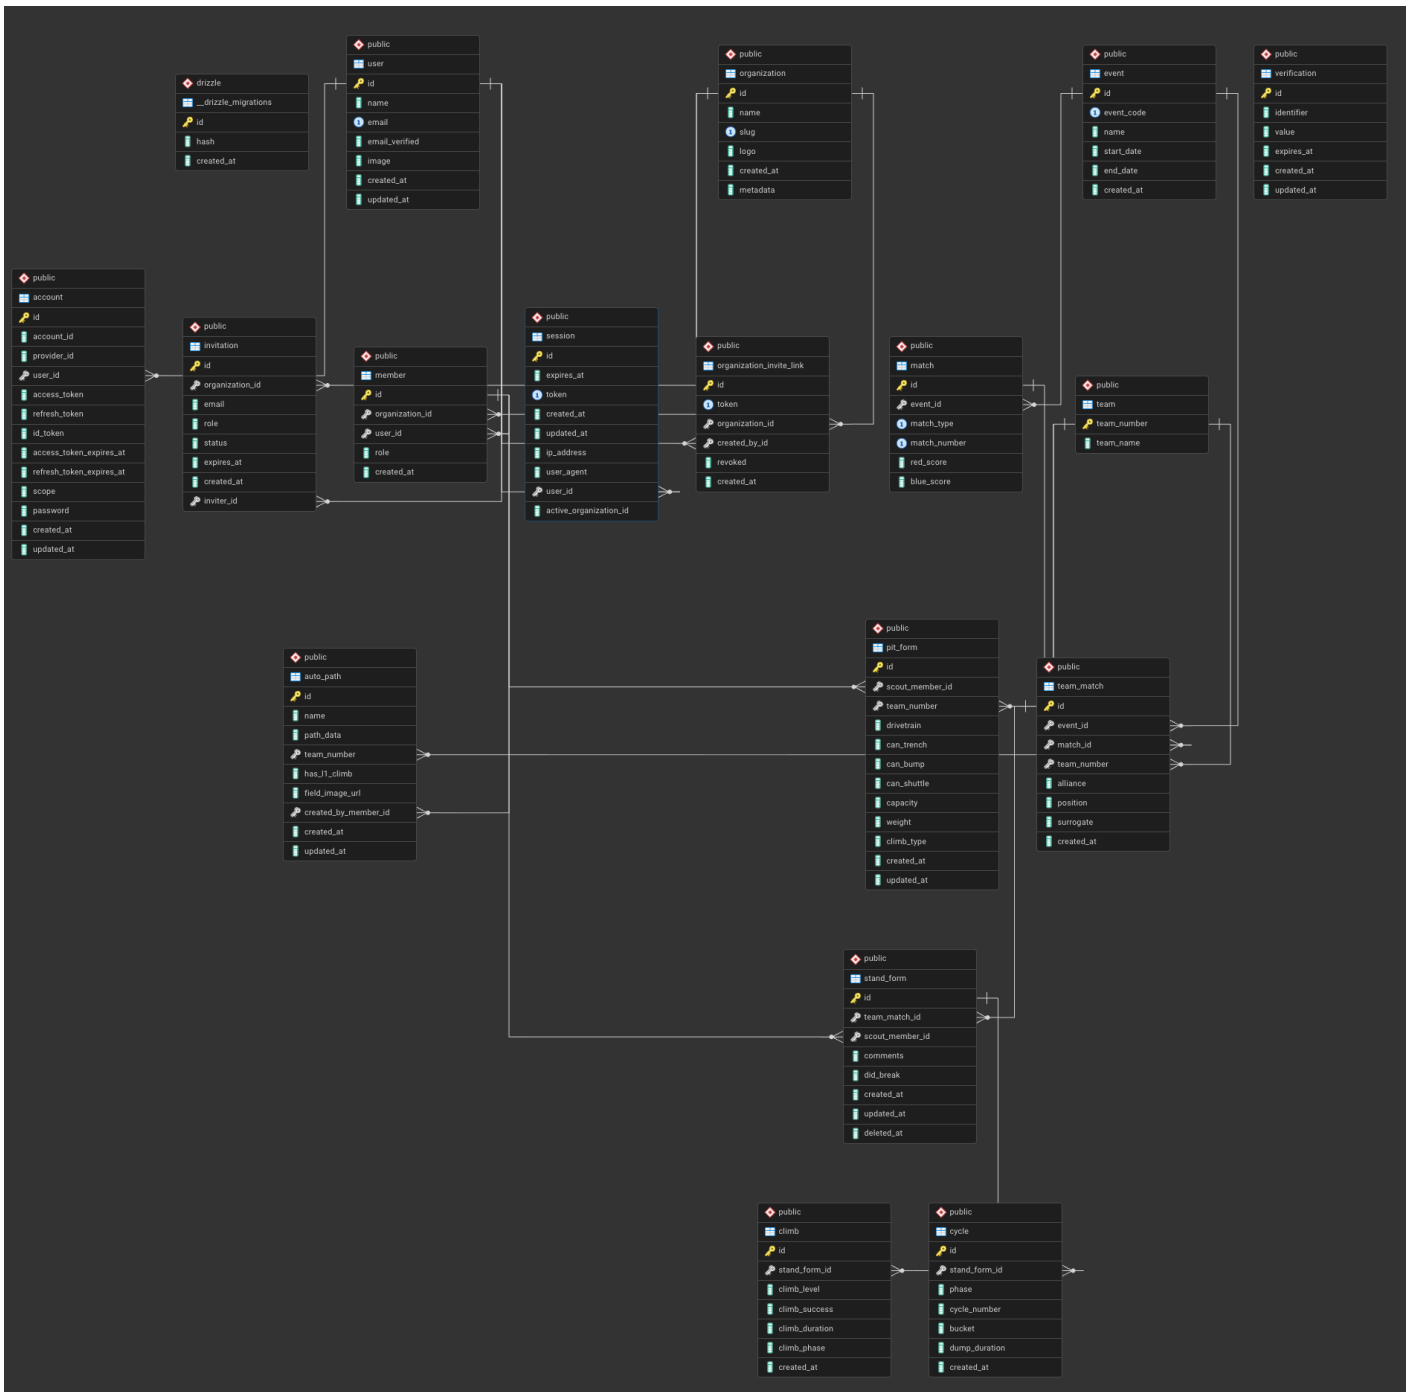 drizzle
__drizzle_migrations
id
hash
created_at
public
user
id
name
email
email_verified
image
created_at
updated_at
public
organization
id
name
slug
logo
created_at
metadata
public
event
id
event_code
name
start_date
end_date
created_at
public
verification
id
identifier
value
expires_at
created_at
updated_at
public
account
id
account_id
provider_id
user_id
access_token
refresh_token
id_token
access_token_expires_at
refresh_token_expires_at
scope
password
created_at
updated_at
public
invitation
id
organization_id
email
role
status
expires_at
created_at
inviter_id
public
member
id
organization_id
user_id
role
created_at
public
session
id
expires_at
token
created_at
updated_at
ip_address
user_agent
user_id
active_organization_id
public
organization_invite_link
id
token
organization_id
created_by_id
revoked
created_at
public
match
id
event_id
match_type
match_number
red_score
blue_score
public
team
team_number
team_name
public
auto_path
id
name
path_data
team_number
has_l1_climb
field_image_url
created_by_member_id
created_at
updated_at
public
pit_form
id
scout_member_id
team_number
drivetrain
can_trench
can_bump
can_shuttle
capacity
weight
climb_type
created_at
updated_at
public
team_match
id
event_id
match_id
team_number
alliance
position
surrogate
created_at
public
stand_form
id
team_match_id
scout_member_id
comments
did_break
created_at
updated_at
deleted_at
public
climb
id
stand_form_id
climb_level
climb_success
climb_duration
climb_phase
created_at
public
cycle
id
stand_form_id
phase
cycle_number
bucket
dump_duration
created_at